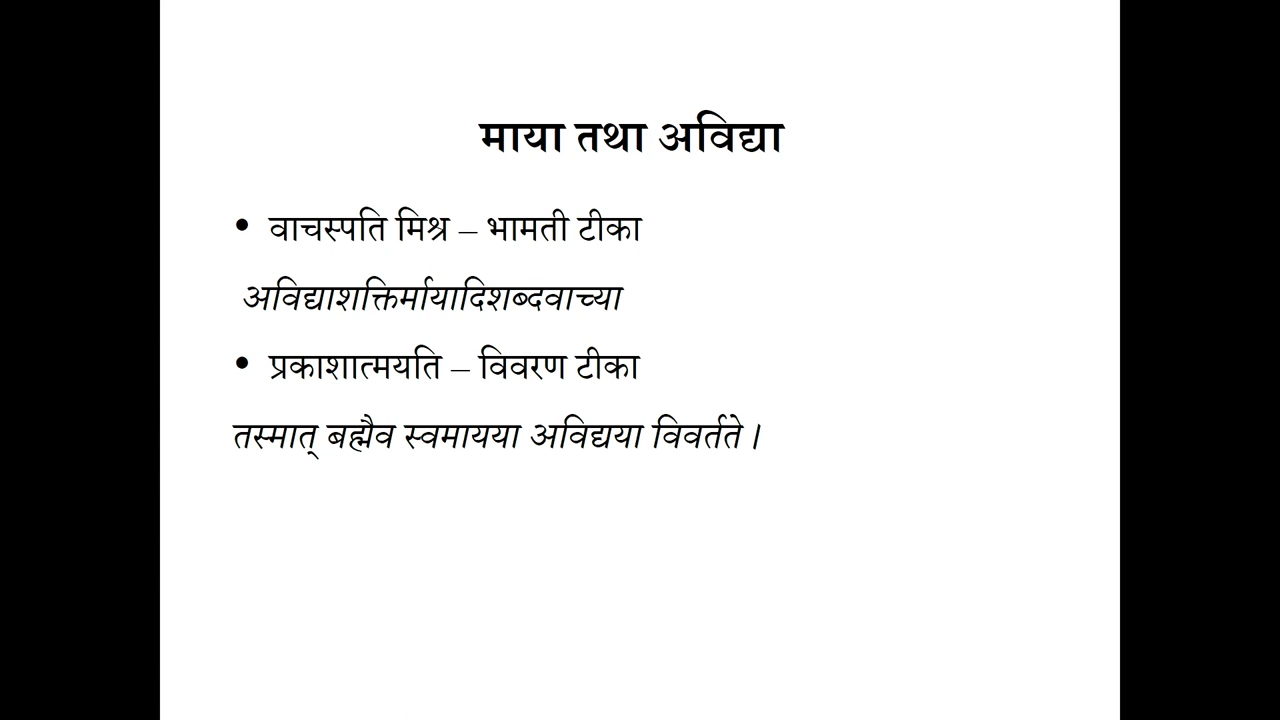 माया तथा अविद्या
• वाचस्पति मिश्र – भामती टीका
अविद्याशक्तिर्मायादिशब्दवाच्या
• प्रकाशात्मयति – विवरण टीका
तस्मात् बह्मैव स्वमायया अविद्यया विवर्तते ।